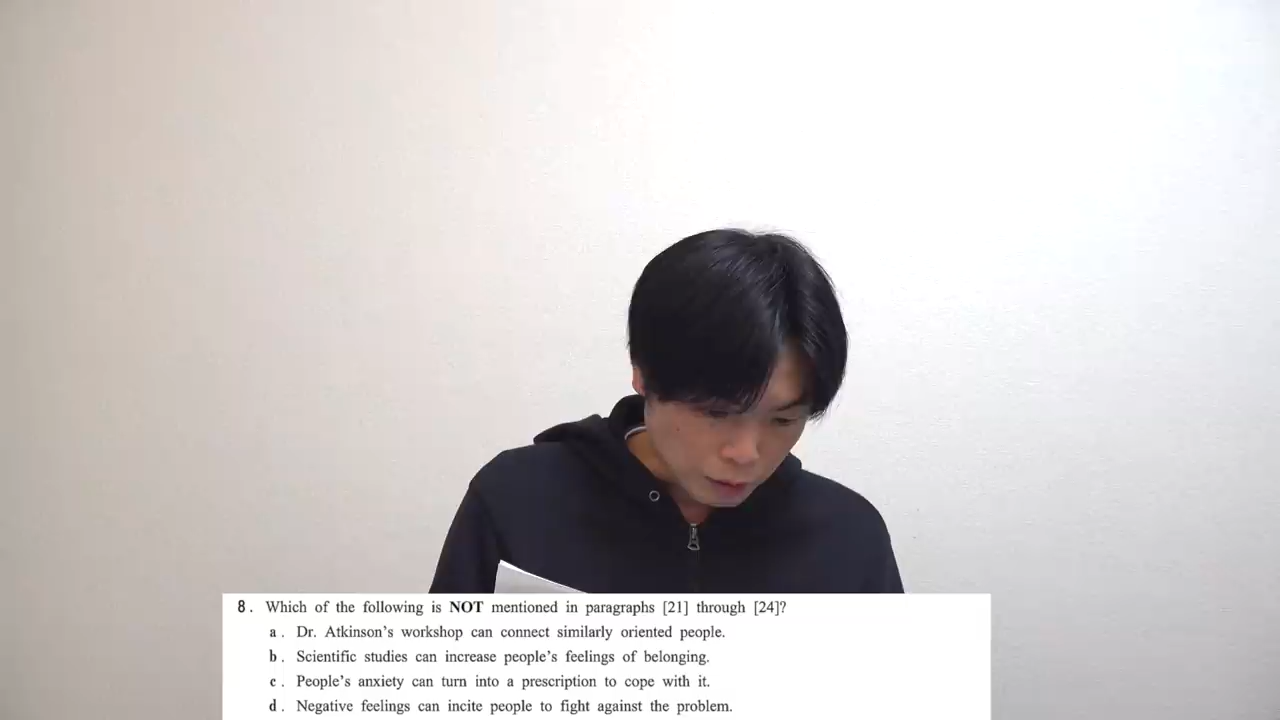 8. Which of the following is NOT mentioned in paragraphs [21] through [24]?
a. Dr. Atkinson's workshop can connect similarly oriented people.
b. Scientific studies can increase people's feelings of belonging.
c. People's anxiety can turn into a prescription to cope with it.
d. Negative feelings can incite people to fight against the problem.